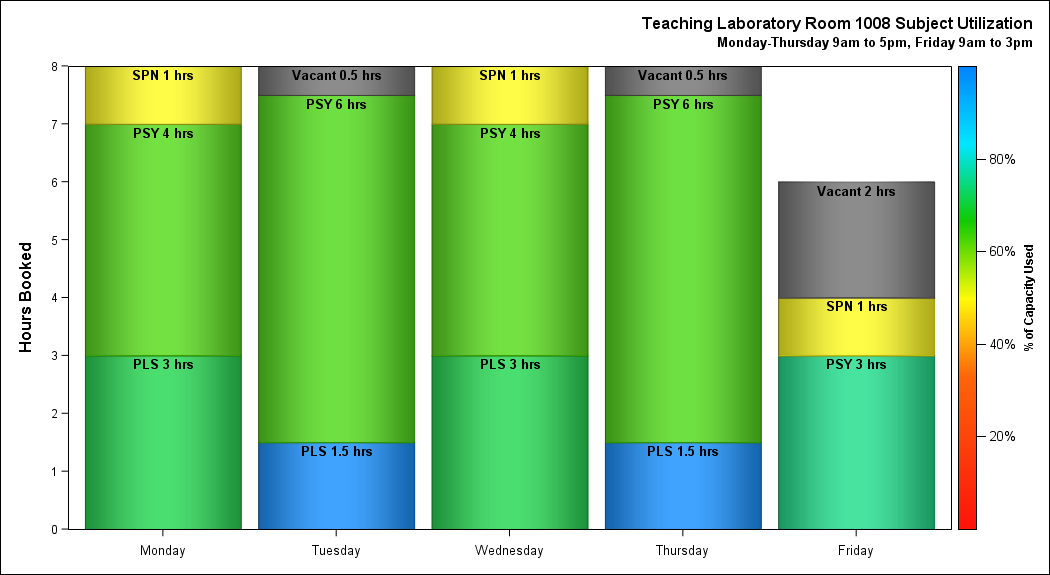 Teaching Laboratory Room 1008 Subject Utilization
Monday-Thursday 9am to 5pm, Friday 9am to 3pm
Hours Booked
8
7
6
5
4
3
2
1
0
SPN 1 hrs
PSY 4 hrs
PLS 3 hrs
Monday
Vacant 0.5 hrs
PSY 6 hrs
PLS 1.5 hrs
Tuesday
SPN 1 hrs
PSY 4 hrs
PLS 3 hrs
Wednesday
Vacant 0.5 hrs
PSY 6 hrs
PLS 1.5 hrs
Thursday
Vacant 2 hrs
SPN 1 hrs
PSY 3 hrs
Friday
80%
60%
40%
20%
% of Capacity Used